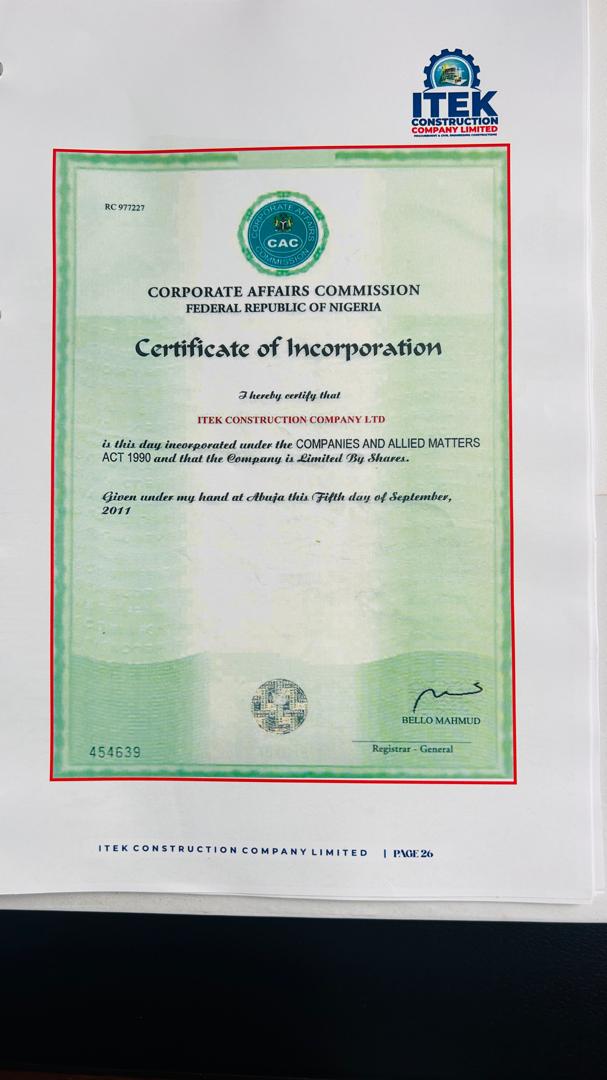 ITEK
CONSTRUCTION
COMPANY LIMITED
RC 977227
CORPORATE AFFAIRS
CAC
COMMISSION
CORPORATE AFFAIRS COMMISSION
FEDERAL REPUBLIC OF NIGERIA
Certificate of Incorporation
I hereby certify that
ITEK CONSTRUCTION COMPANY LTD
is this day incorporated under the COMPANIES AND ALLIED MATTERS
ACT 1990 and that the Company is Limited By Shares.
Given under my hand at Abuja this Fifth day of September,
2011
BELLO MAHMUD
454639
Registrar - General
ITEK CONSTRUCTION COMPANY LIMITED | PAGE 26